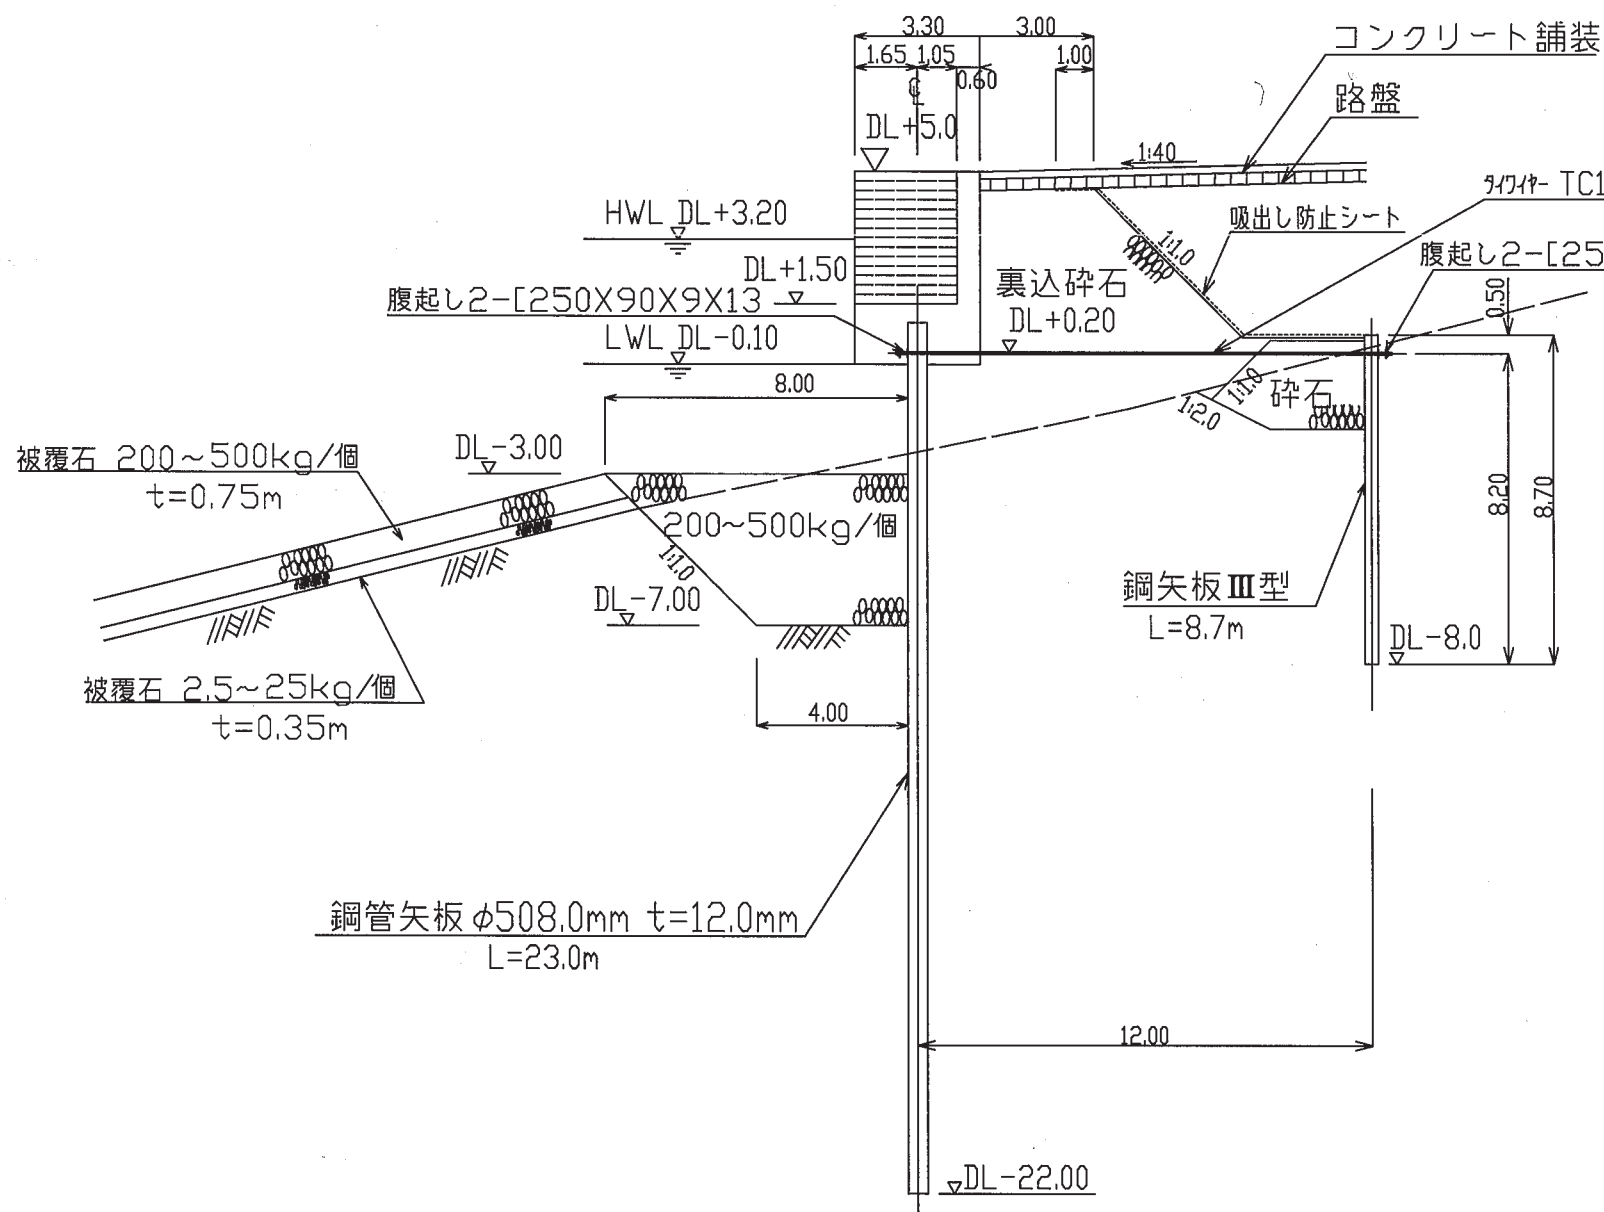 3.30
3.00
コンクリート舗装
1.65
1.05
1.00
0.60
路盤
DL+5.0
1:40
タイワイヤー TC1
HWL DL+3.20
吸出し防止シート
1:1.0
腹起し2-[25
DL+1.50
裏込砕石
0.50
腹起し2-[250X90X9X13
DL+0.20
LWL DL-0.10
8.00
1:1.0
砕石
1:2.0
DL-3.00
被覆石 200~500kg/個
t=0.75m
200~500kg/個
8.20
8.70
1:1.0
DL-7.00
鋼矢板Ⅲ型
L=8.7m
DL-8.0
被覆石 2.5~25kg/個
t=0.35m
4.00
鋼管矢板 φ508.0mm t=12.0mm
L=23.0m
12.00
DL-22.00